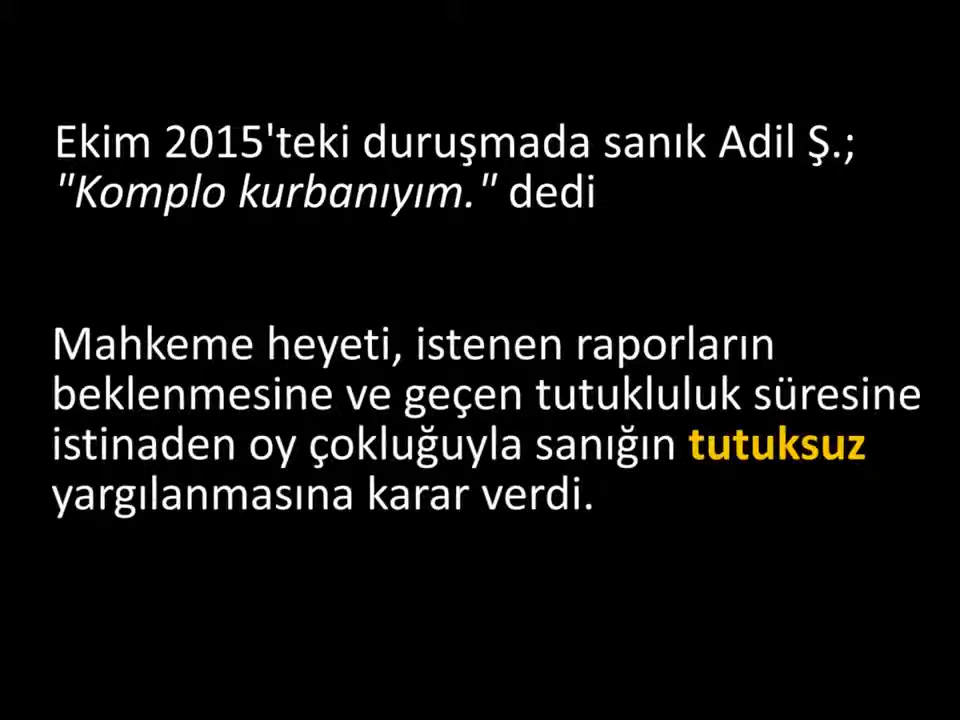 Ekim 2015'teki duruşmada sanık Adil Ş.;
"Komplo kurbanıyım." dedi
Mahkeme heyeti, istenen raporların
beklenmesine ve geçen tutukluluk süresine
istinaden oy çokluğuyla sanığın tutuksuz
yargılanmasına karar verdi.